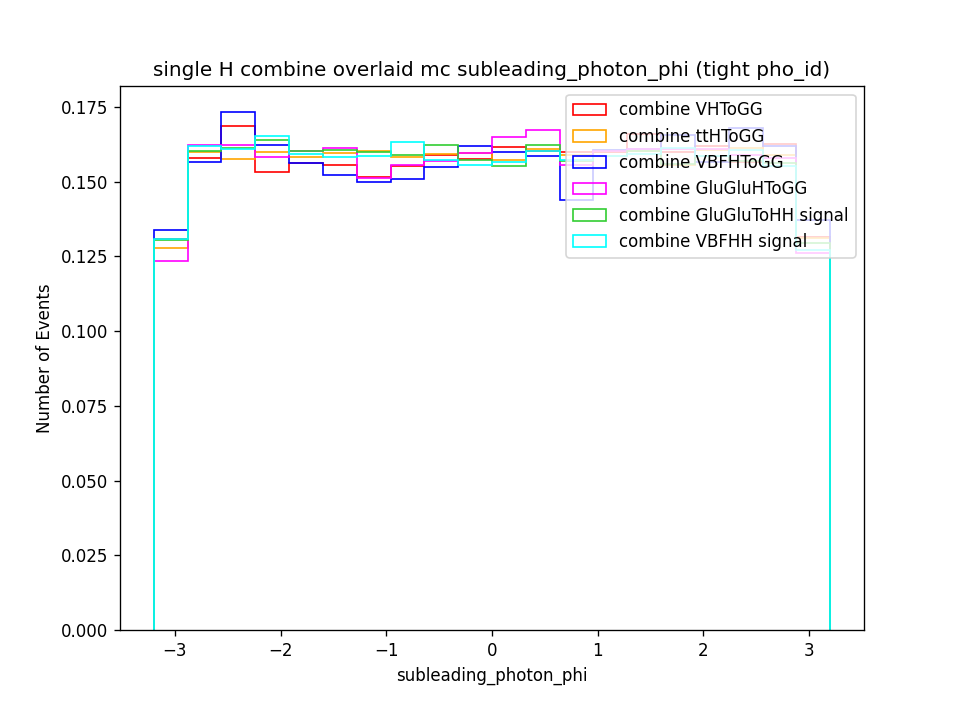 single H combine overlaid mc subleading_photon_phi (tight pho_id)
combine VHToGG
combine ttHToGG
combine VBFHToGG
combine GluGluHToGG
combine GluGluToHH signal
combine VBFHH signal
0.175
0.150
0.125
0.100
0.075
0.050
0.025
0.000
Number of Events
−3
−2
−1
0
1
2
3
subleading_photon_phi